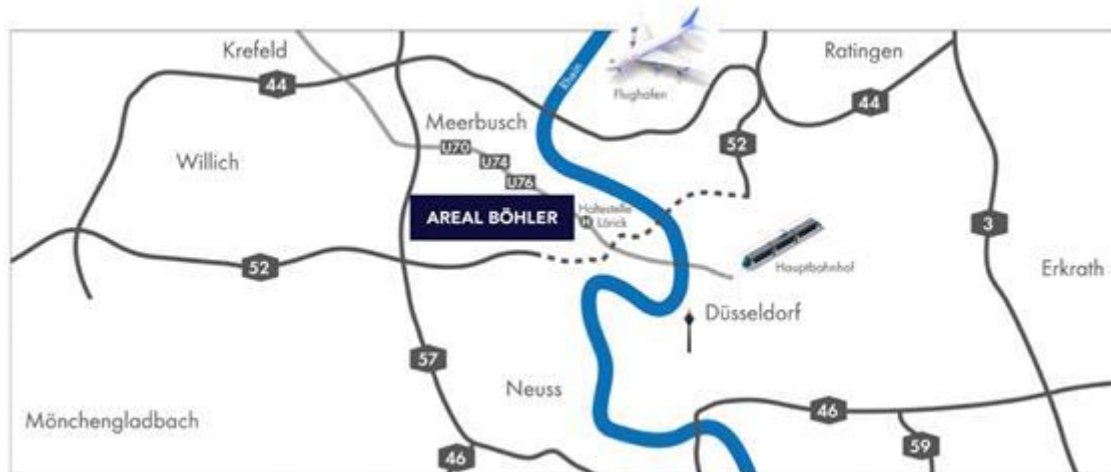 Krefeld
Ratingen
44
Rhein
Flughafen
44
Meerbusch
52
Willich
U70
U74
U76
AREAL BÖHLER
Haltestelle
H Lörick
3
52
Hauptbahnhof
Erkrath
Düsseldorf
57
Neuss
46
Mönchengladbach
59
46